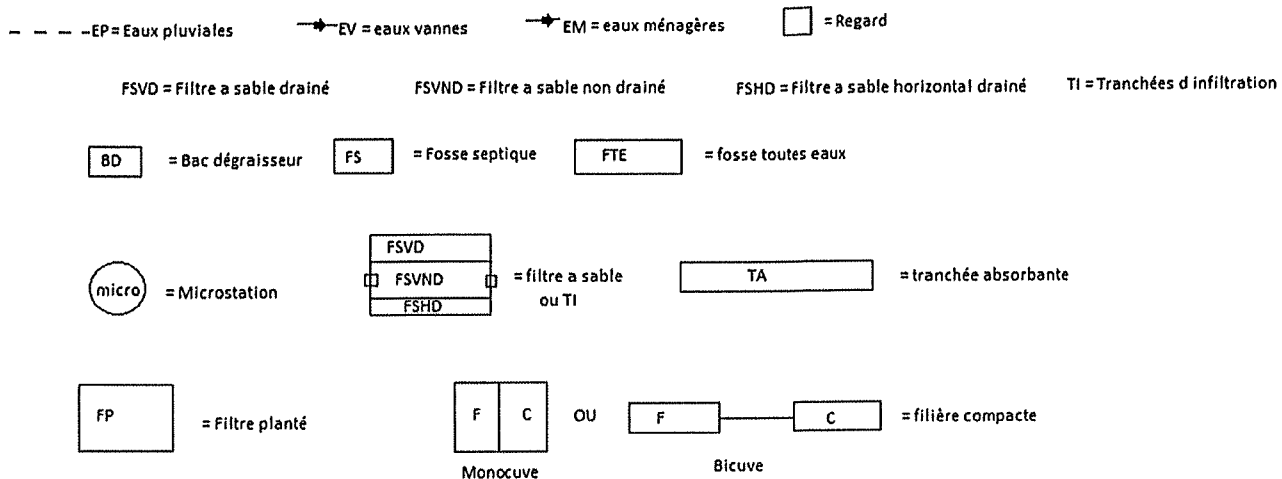 EP= Eaux pluviales
EV = eaux vannes
EM = eaux ménagères
= Regard
FSVD = Filtre a sable drainé
FSVND = Filtre a sable non drainé
FSHD = Filtre a sable horizontal drainé
TI = Tranchées d infiltration
BD
= Bac dégraisseur
FS
= Fosse septique
FTE
= fosse toutes eaux
micro
= Microstation
FSVD
FSVND
FSHD
= filtre a sable
ou TI
TA
= tranchée absorbante
FP
= Filtre planté
F
C
Monocuve
OU
F
C
Bicuve
= filière compacte